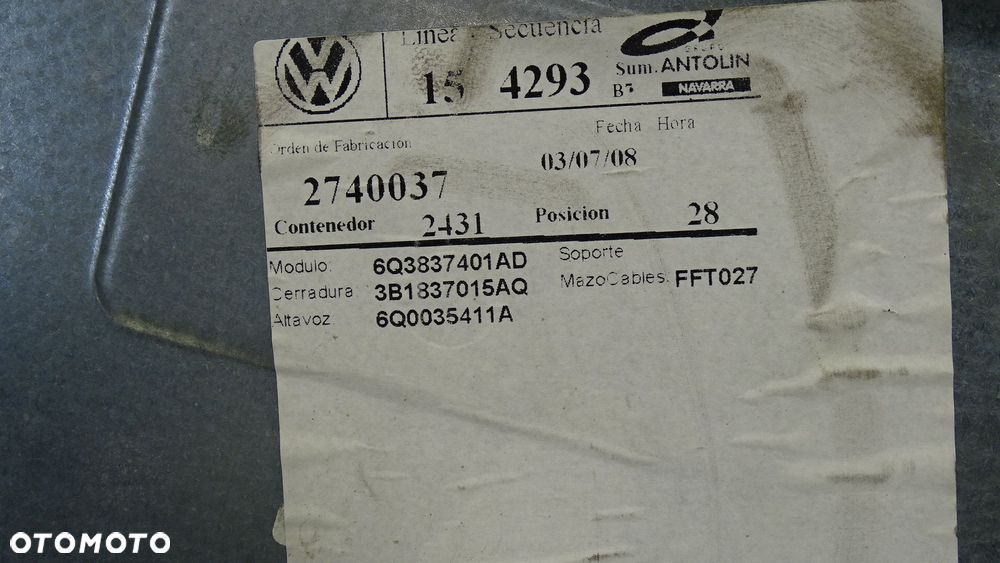 Linea - Secuencia
15 4293
GRUPO
Sum. ANTOLIN
NAVARRA
Fecha Hora
Orden de Fabricacion
03/07/08
2740037
Contenedor 2431 Posicion 28
Modulo: 6Q3837401AD Soporte
Cerradura 3B1837015AQ MazoCables: FFT027
Altavoz 6Q0035411A
OTOMOTO